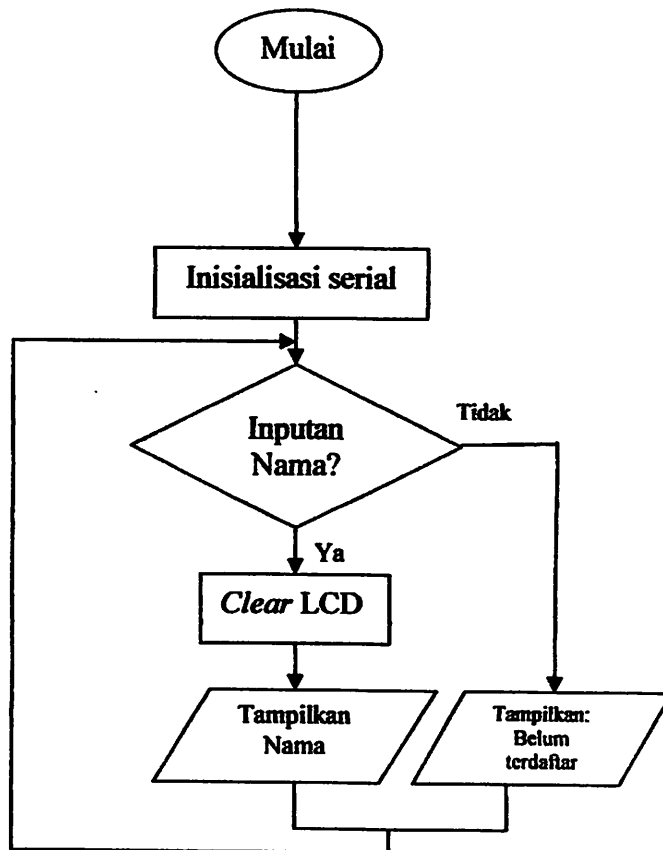 Mulai
Inisialisasi serial
Inputan
Nama?
Tidak
Ya
Clear LCD
Tampilkan
Nama
Tampilkan:
Belum
terdaftar